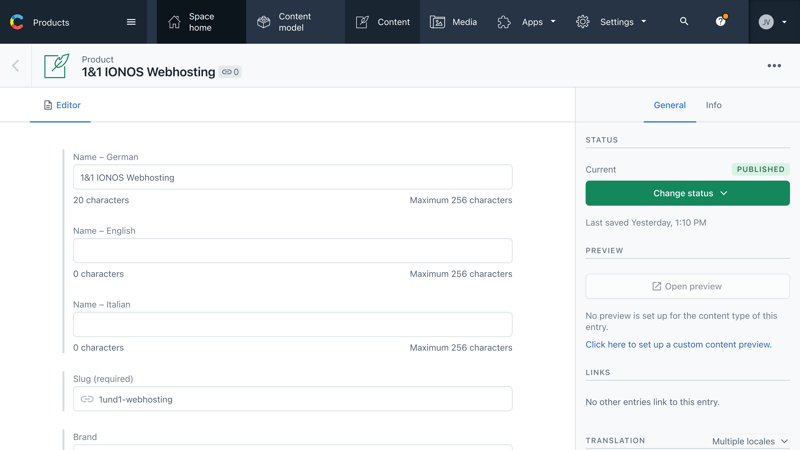 Products
Space home
Content model
Content
Media
Apps
Settings
?
JV
Product
1&1 IONOS Webhosting
0
Editor
General
Info
Name – German
1&1 IONOS Webhosting
20 characters
Maximum 256 characters
Name – English
0 characters
Maximum 256 characters
Name – Italian
0 characters
Maximum 256 characters
Slug (required)
1und1-webhosting
Brand
STATUS
Current
PUBLISHED
Change status
Last saved Yesterday, 1:10 PM
PREVIEW
Open preview
No preview is set up for the content type of this
entry.
Click here to set up a custom content preview.
LINKS
No other entries link to this entry.
TRANSLATION
Multiple locales